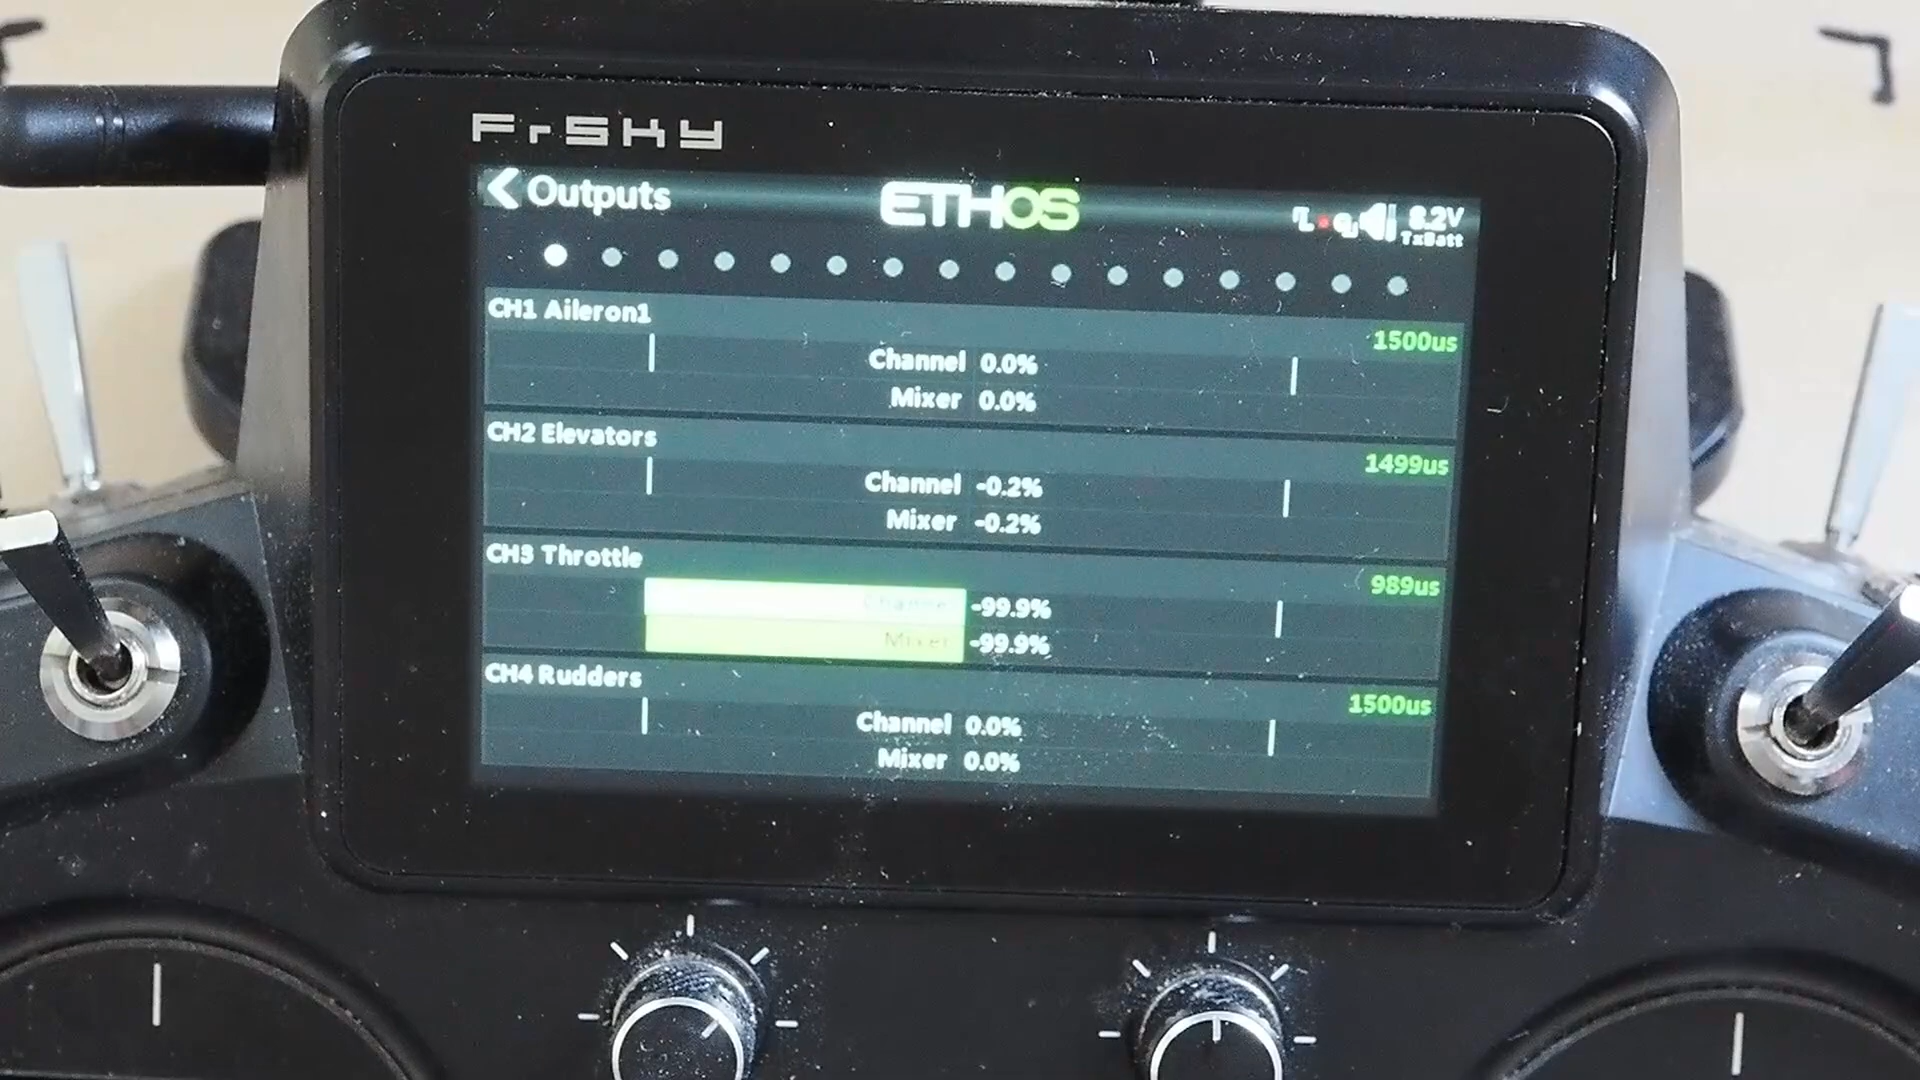 FrSKY
Outputs
ETHOS
8.2V
TxBatt
CH1 Aileron1
1500us
Channel 0.0%
Mixer 0.0%
CH2 Elevators
1499us
Channel -0.2%
Mixer -0.2%
CH3 Throttle
989us
Channel -99.9%
Mixer -99.9%
CH4 Rudders
1500us
Channel 0.0%
Mixer 0.0%